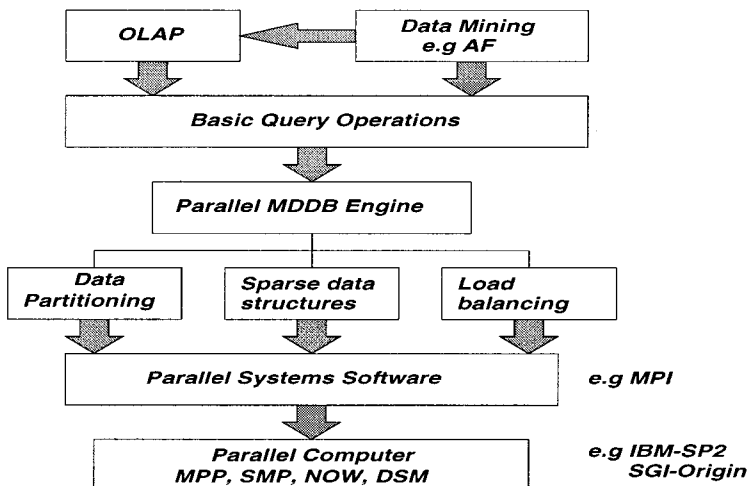 OLAP
Data Mining
e.g AF
Basic Query Operations
Parallel MDDB Engine
Data
Partitioning
Sparse data
structures
Load
balancing
Parallel Systems Software
e.g MPI
Parallel Computer
MPP, SMP, NOW, DSM
e.g IBM-SP2
SGI-Origin